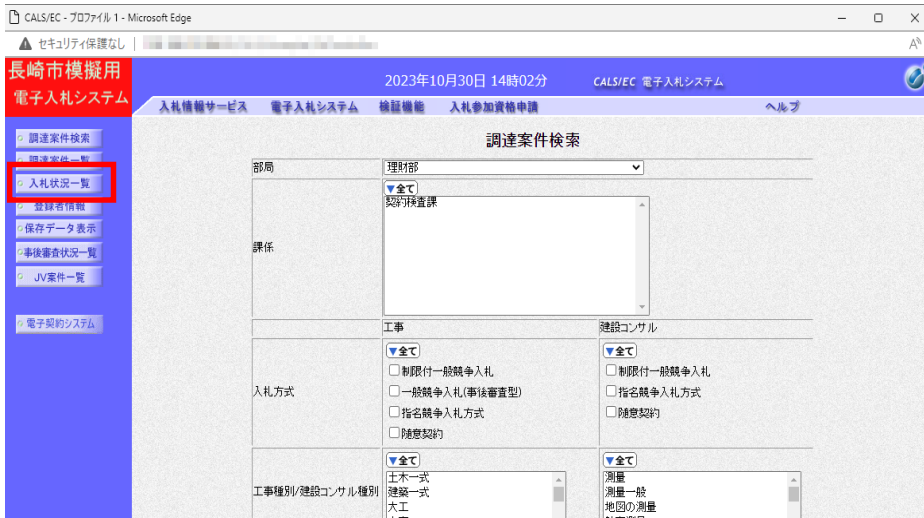 CALS/EC - プロファイル 1 - Microsoft Edge
セキュリティ保護なし
長崎市模擬用
電子入札システム
2023年10月30日 14時02分
CALS/EC 電子入札システム
入札情報サービス
電子入札システム
検証機能
入札参加資格申請
ヘルプ
調達案件検索
調達案件一覧
入札状況一覧
登録者情報
保存データ表示
事後審査状況一覧
JV案件一覧
電子契約システム
調達案件検索
部局
理財部
課係
▼全て
契約検査課
工事
建設コンサル
入札方式
▼全て
制限付一般競争入札
一般競争入札(事後審査型)
指名競争入札方式
随意契約
▼全て
制限付一般競争入札
指名競争入札方式
随意契約
工事種別/建設コンサル種別
▼全て
土木一式
建築一式
大工
▼全て
測量
測量一般
地図の測量